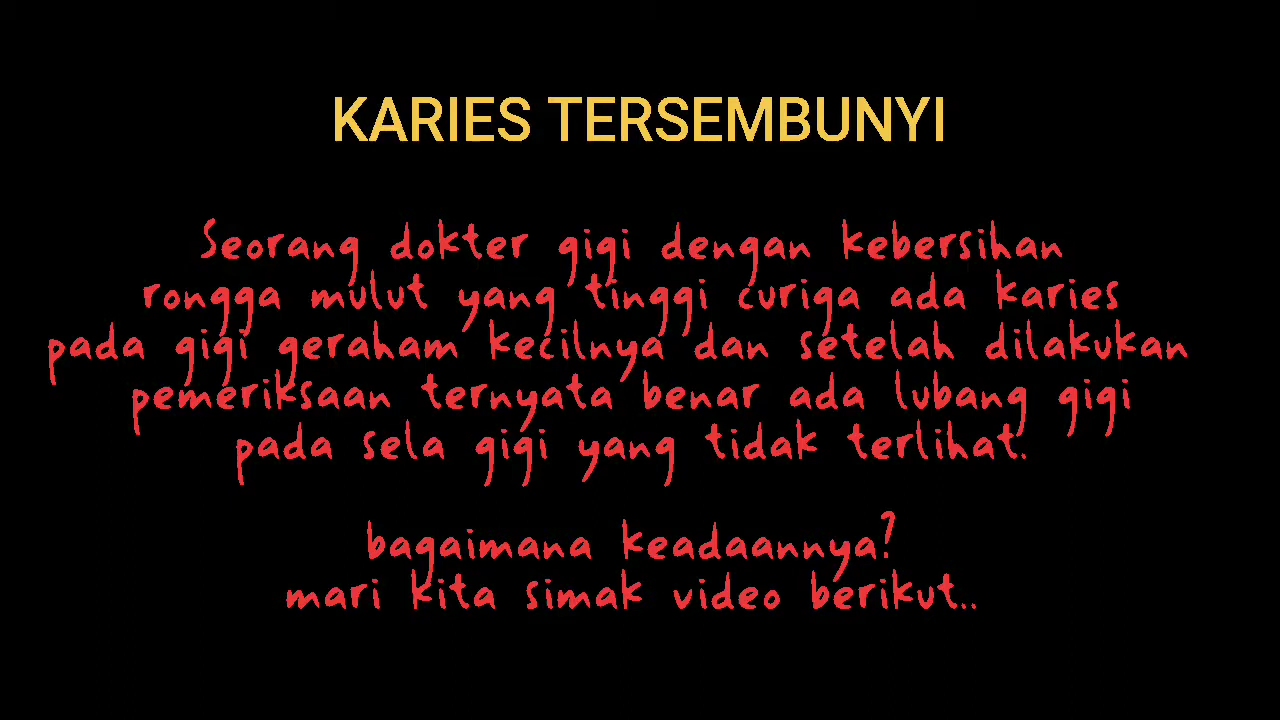 KARIES TERSEMBUNYI
Seorang dokter gigi dengan kebersihan
rongga mulut yang tinggi curiga ada karies
pada gigi geraham kecilnya dan setelah dilakukan
pemeriksaan ternyata benar ada lubang gigi
pada sela gigi yang tidak terlihat.
bagaimana keadaannya?
mari kita simak video berikut..